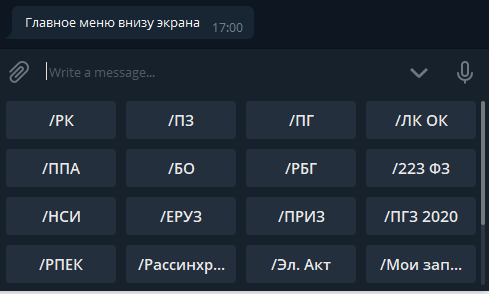 Главное меню внизу экрана
17:00
Write a message...
/РК /ПЗ /ПГ /ЛК ОК
/ППА /БО /РБГ /223 ФЗ
/НСИ /ЕРУЗ /ПРИЗ /ПГЗ 2020
/РПЕК /Рассинхр... /Эл. Акт /Мои зап...